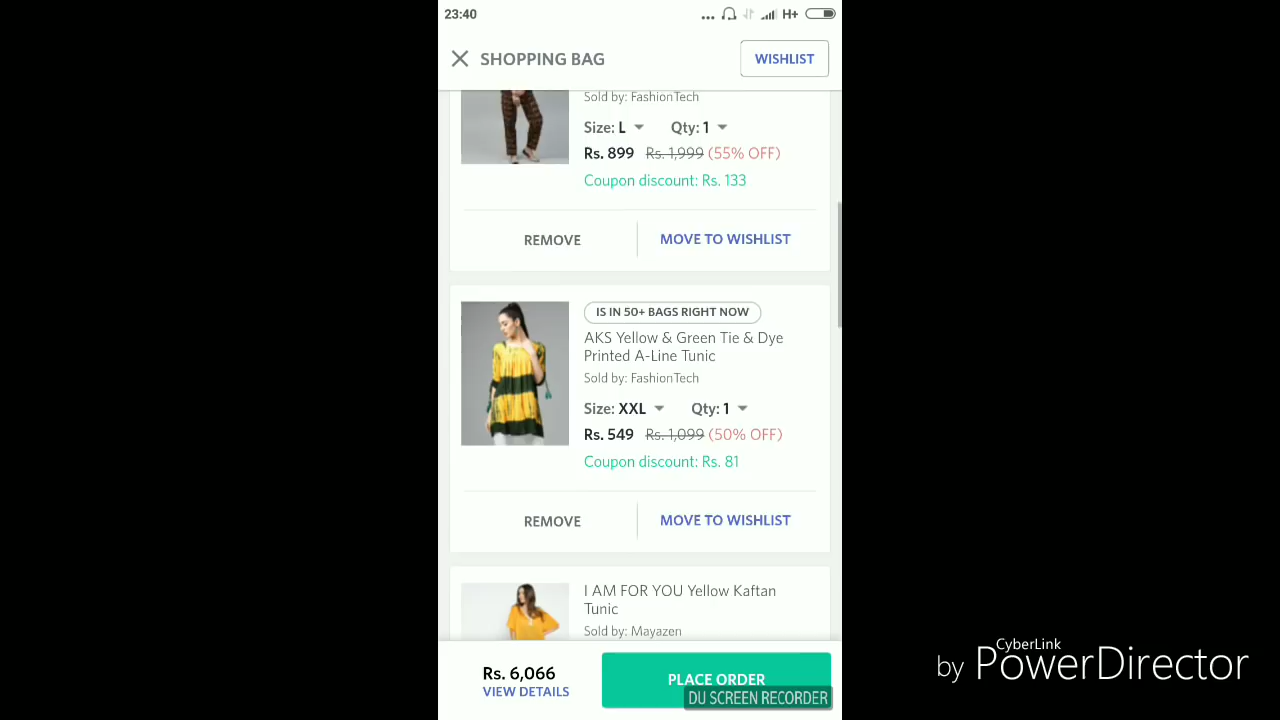 23:40
H+
SHOPPING BAG
WISHLIST
Sold by: FashionTech
Size: L Qty: 1
Rs. 899 Rs. 1,999 (55% OFF)
Coupon discount: Rs. 133
REMOVE
MOVE TO WISHLIST
IS IN 50+ BAGS RIGHT NOW
AKS Yellow & Green Tie & Dye
Printed A-Line Tunic
Sold by: FashionTech
Size: XXL Qty: 1
Rs. 549 Rs. 1,099 (50% OFF)
Coupon discount: Rs. 81
REMOVE
MOVE TO WISHLIST
I AM FOR YOU Yellow Kaftan
Tunic
Sold by: Mayazen
Rs. 6,066
VIEW DETAILS
PLACE ORDER
DU SCREEN RECORDER
CyberLink
by PowerDirector